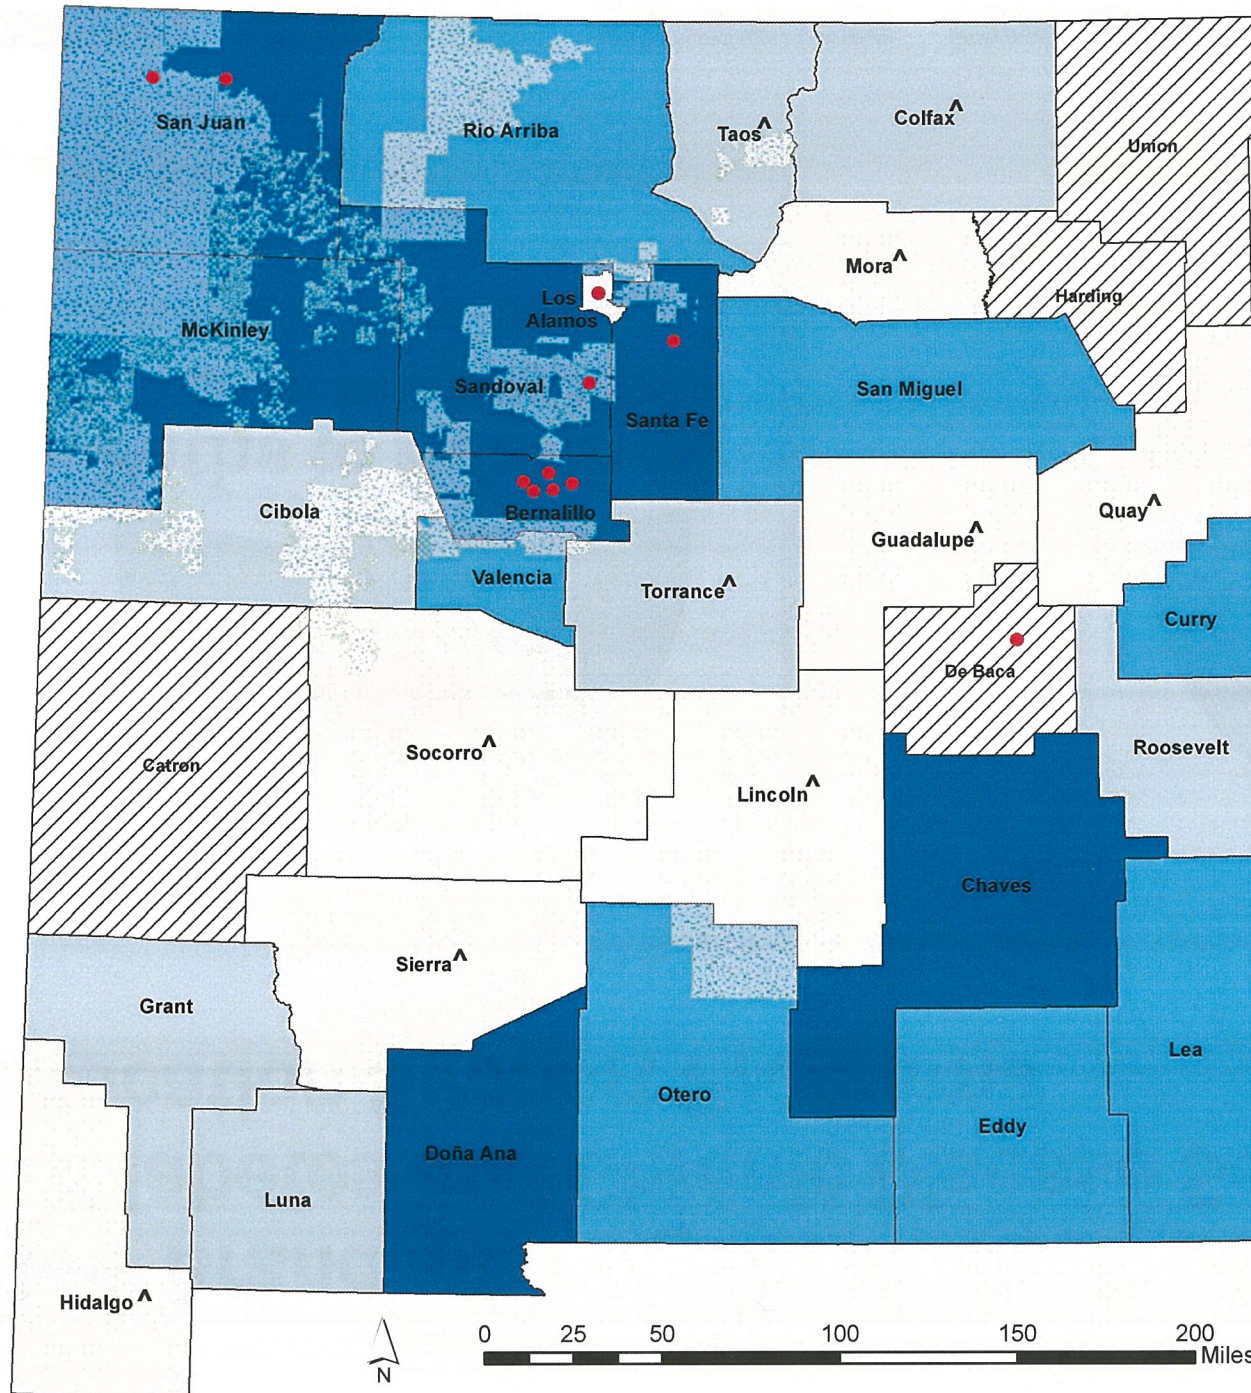 San Juan
Rio Arriba
Taos^
Colfax^
Union
Mora^
Harding
McKinley
Los
Alamos
Sandoval
Santa Fe
San Miguel
Cibola
Bernalillo
Guadalupe^
Quay^
Valencia
Torrance^
Curry
De Baca
Catron
Socorro^
Lincoln^
Roosevelt
Chaves
Sierra^
Grant
Otero
Lea
Eddy
Doña Ana
Luna
Hidalgo^
N
0 25 50 100 150 200
Miles